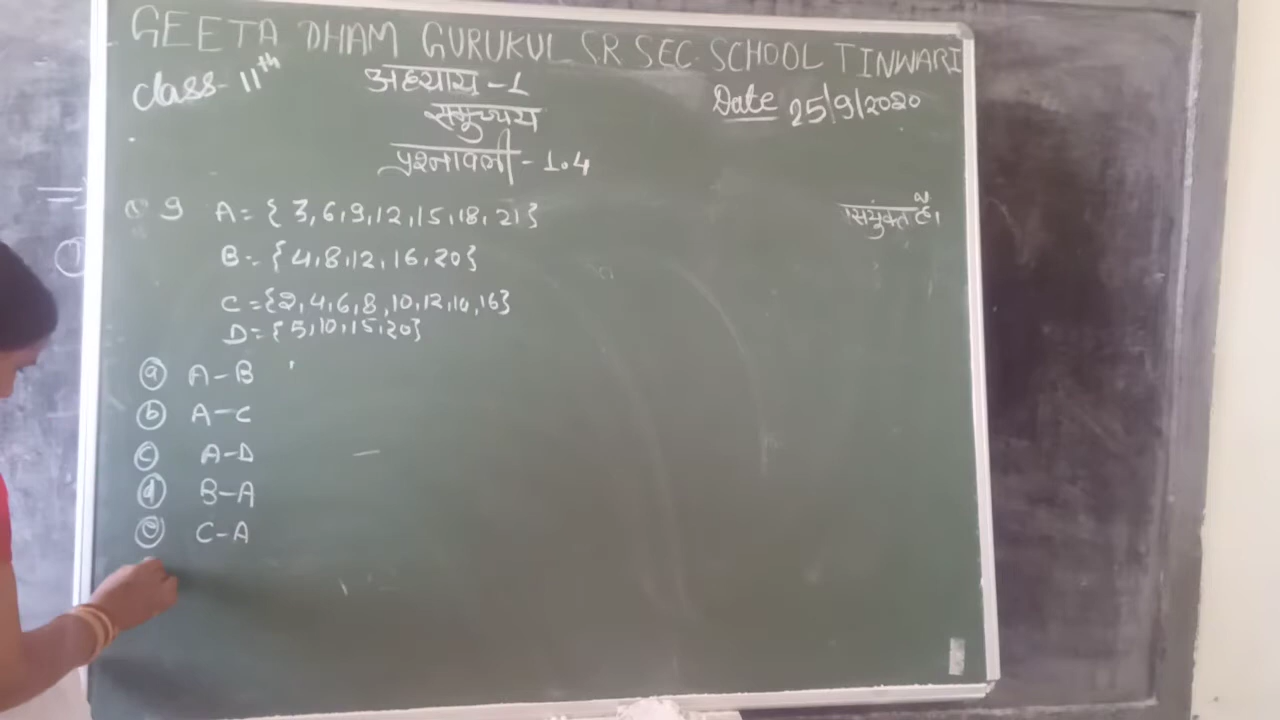 GEETA DHAM GURUKUL SR SEC. SCHOOL TINWARI
class- 11th
अध्याय -1
Date 25/9/2020
समुच्चय
प्रश्नावली - 1.4
9 A = { 3, 6, 9, 12, 15, 18, 21 }
संयुक्त है।
B = { 4, 8, 12, 16, 20 }
C = { 2, 4, 6, 8, 10, 12, 14, 16 }
D = { 5, 10, 15, 20 }
(a) A - B
(b) A - C
(c) A - D
(d) B - A
(e) C - A